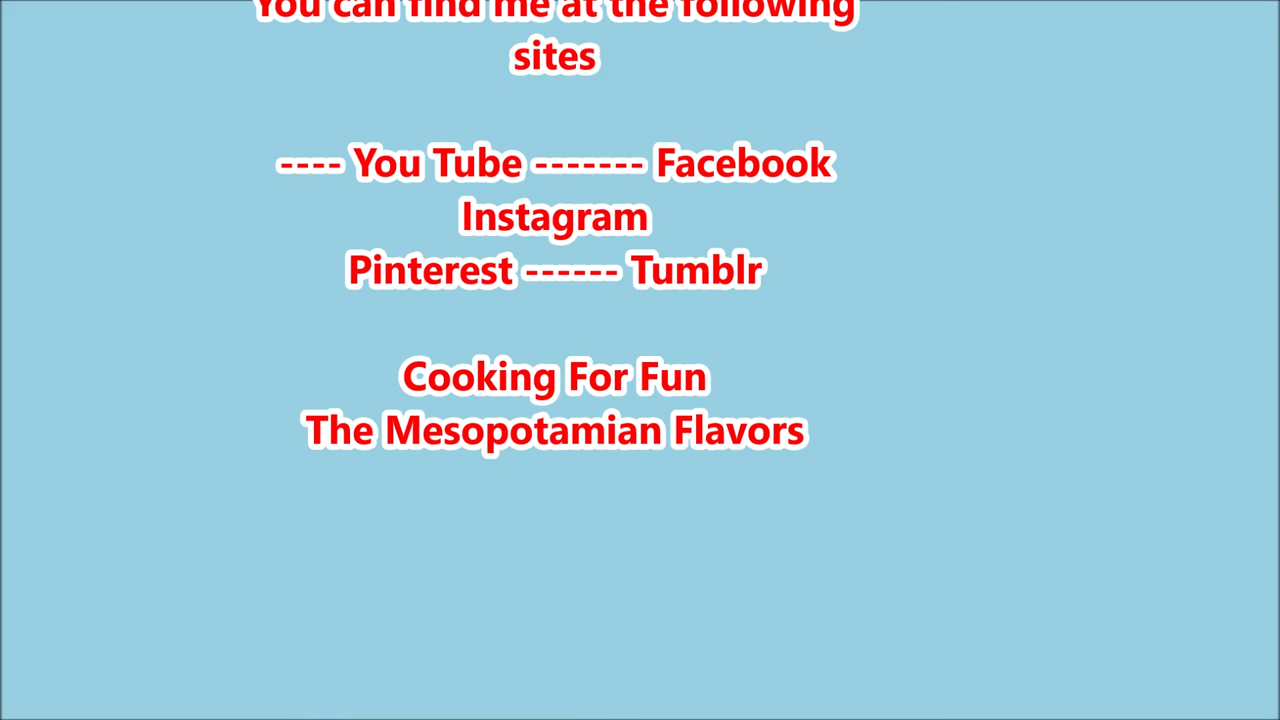 You can find me at the following
sites
---- You Tube ------- Facebook
Instagram
Pinterest ------ Tumblr
Cooking For Fun
The Mesopotamian Flavors